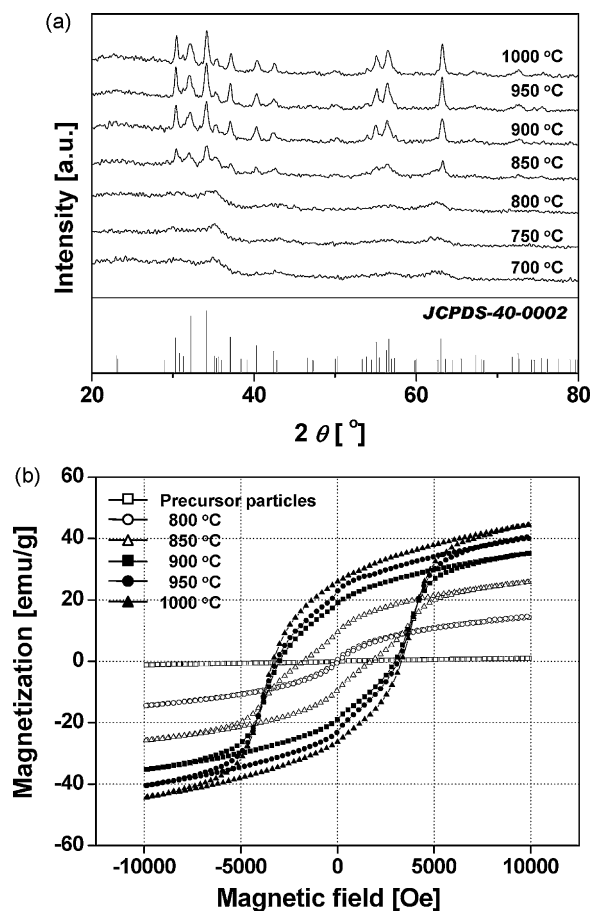 (a)
1000 °C
950 °C
900 °C
850 °C
800 °C
750 °C
700 °C
Intensity [a.u.]
JCPDS-40-0002
20 40 60 80
2 θ [ °]
(b)
60
40
20
0
-20
-40
-60
Magnetization [emu/g]
Precursor particles
800 °C
850 °C
900 °C
950 °C
1000 °C
-10000 -5000 0 5000 10000
Magnetic field [Oe]